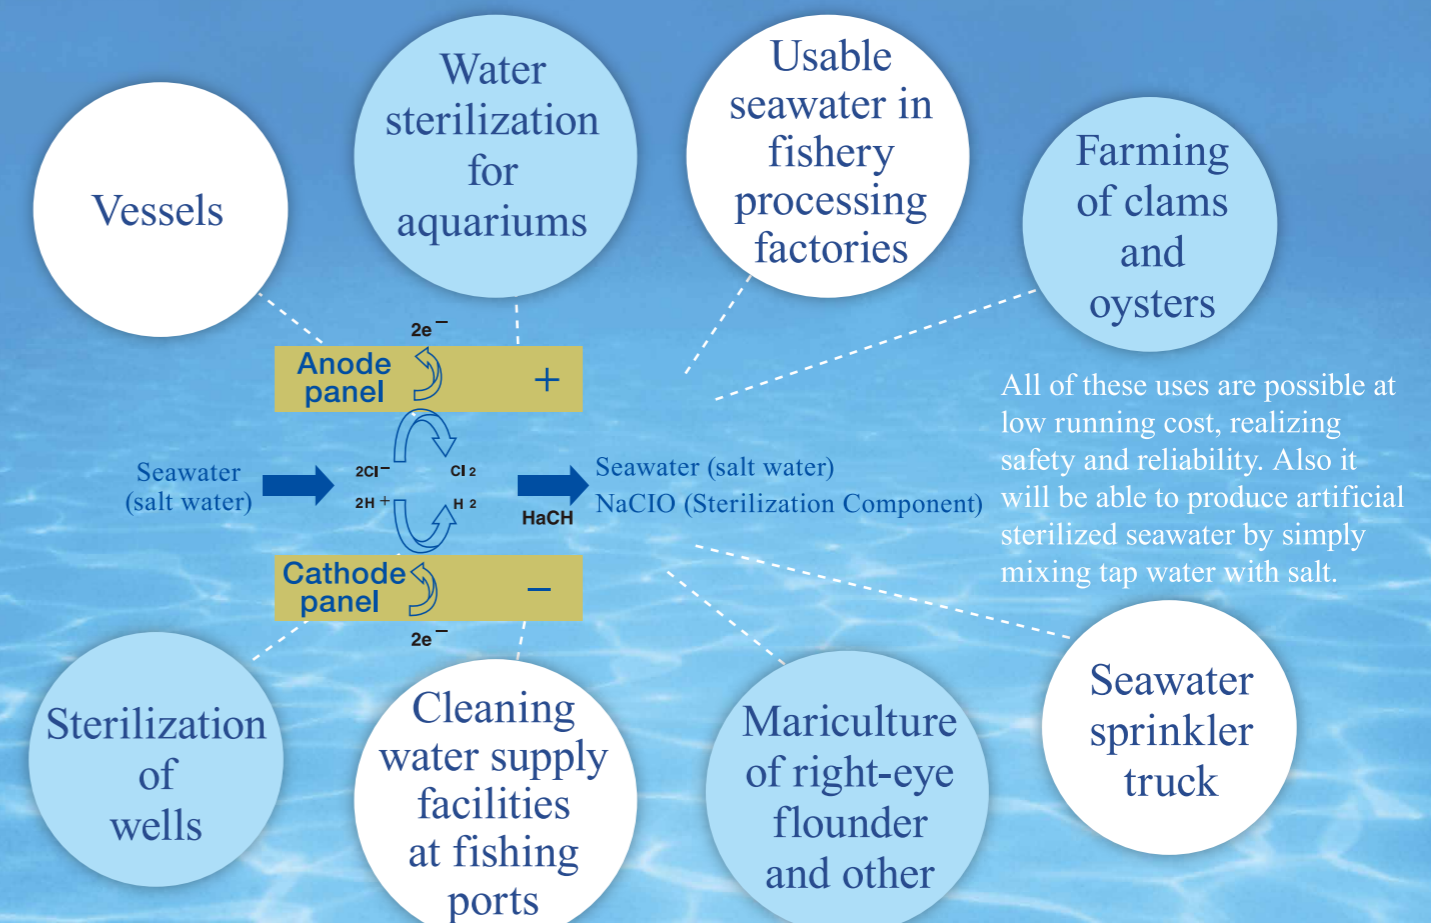 Vessels
Water
sterilization
for
aquariums
Usable
seawater in
fishery
processing
factories
Farming
of clams
and
oysters
2e −
Anode
panel
+
Seawater
(salt water)
2Cl−
Cl 2
2H +
H 2
HaCH
Seawater (salt water)
NaCIO (Sterilization Component)
Cathode
panel
−
2e −
All of these uses are possible at
low running cost, realizing
safety and reliability. Also it
will be able to produce artificial
sterilized seawater by simply
mixing tap water with salt.
Sterilization
of
wells
Cleaning
water supply
facilities
at fishing
ports
Mariculture
of right-eye
flounder
and other
Seawater
sprinkler
truck